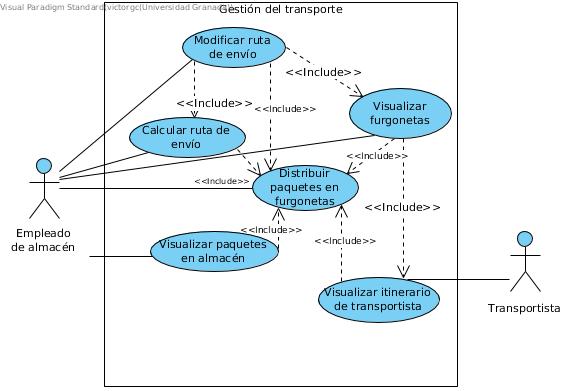 Visual Paradigm Standard(victorgc(Universidad Granada))
Gestión del transporte
Modificar ruta
de envío
<<Include>>
Visualizar
furgonetas
<<Include>>
<<Include>>
Calcular ruta de
envío
<<Include>>
Distribuir
paquetes en
furgonetas
<<Include>>
<<Include>>
Empleado
de almacén
<<Include>>
<<Include>>
Visualizar paquetes
en almacén
Visualizar itinerario
de transportista
Transportista